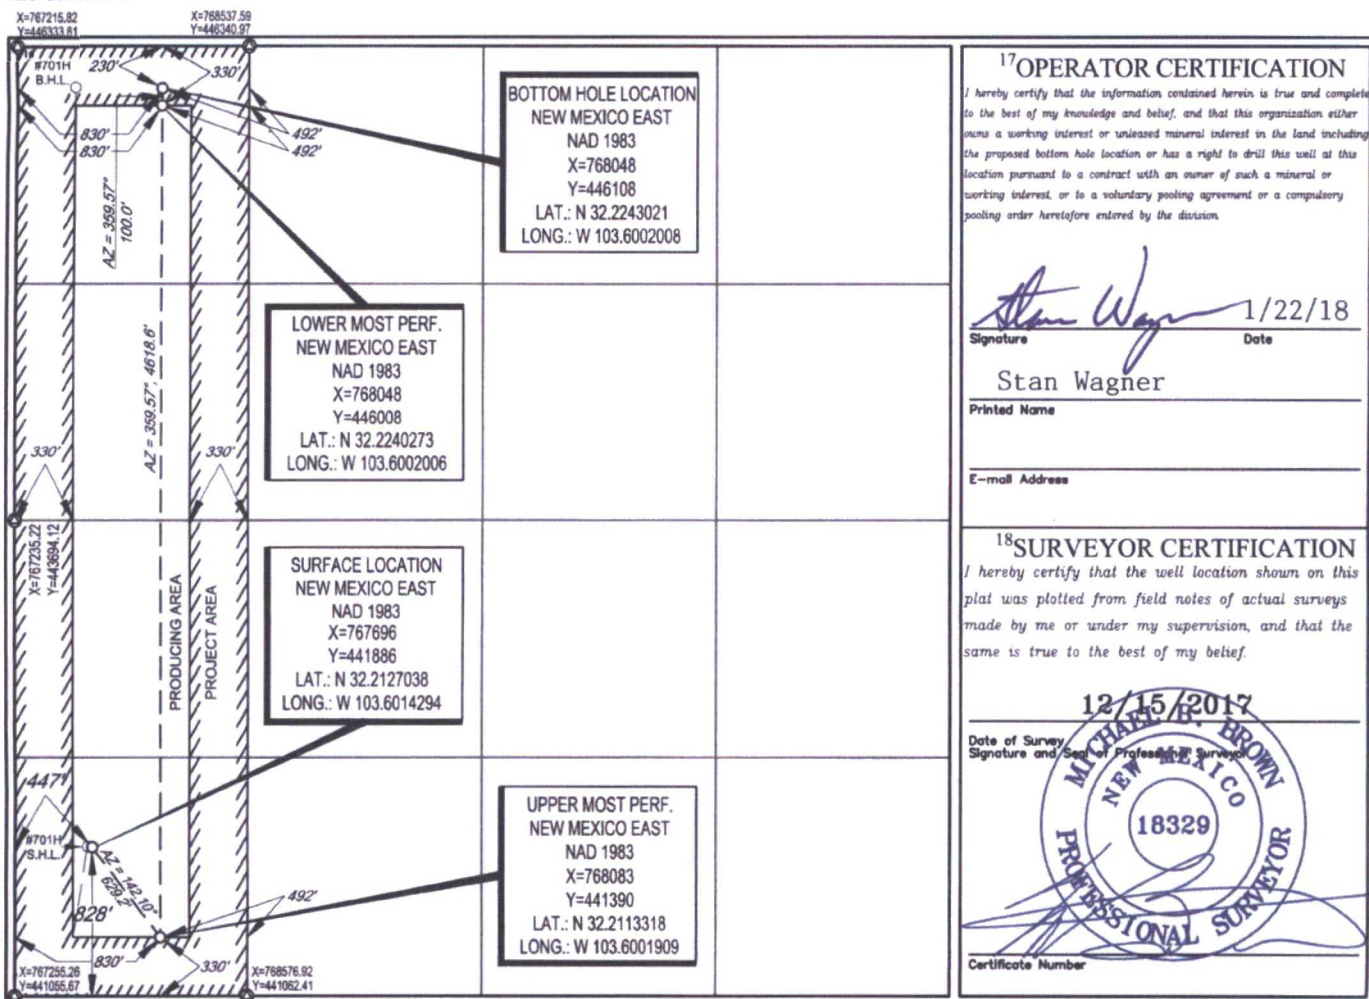 X=767215.82
Y=446333.81
X=768537.59
Y=446340.97
#701H
B.H.L.
230'
330'
830'
830'
492'
492'
AZ = 359.57°
100.0'
BOTTOM HOLE LOCATION
NEW MEXICO EAST
NAD 1983
X=768048
Y=446108
LAT.: N 32.2243021
LONG.: W 103.6002008
LOWER MOST PERF.
NEW MEXICO EAST
NAD 1983
X=768048
Y=446008
LAT.: N 32.2240273
LONG.: W 103.6002006
AZ = 359.57°, 4618.6'
330'
330'
X=767235.22
Y=443694.12
PRODUCING AREA
PROJECT AREA
SURFACE LOCATION
NEW MEXICO EAST
NAD 1983
X=767696
Y=441886
LAT.: N 32.2127038
LONG.: W 103.6014294
447'
#701H
S.H.L.
AZ = 142.10°
629.2'
828'
UPPER MOST PERF.
NEW MEXICO EAST
NAD 1983
X=768083
Y=441390
LAT.: N 32.2113318
LONG.: W 103.6001909
492'
830'
330'
X=767255.26
Y=441055.67
X=768576.92
Y=441062.41
17 OPERATOR CERTIFICATION
I hereby certify that the information contained herein is true and complete
to the best of my knowledge and belief, and that this organization either
owns a working interest or unleased mineral interest in the land including
the proposed bottom hole location or has a right to drill this well at this
location pursuant to a contract with an owner of such a mineral or
working interest, or to a voluntary pooling agreement or a compulsory
pooling order heretofore entered by the division.
Stan Wagner 1/22/18
Signature Date
Stan Wagner
Printed Name
E-mail Address
18 SURVEYOR CERTIFICATION
I hereby certify that the well location shown on this
plat was plotted from field notes of actual surveys
made by me or under my supervision, and that the
same is true to the best of my belief.
12/15/2017
Date of Survey
Signature and Seal of Professional Surveyor
MICHAEL B. BROWN
NEW MEXICO
18329
PROFESSIONAL SURVEYOR
Certificate Number